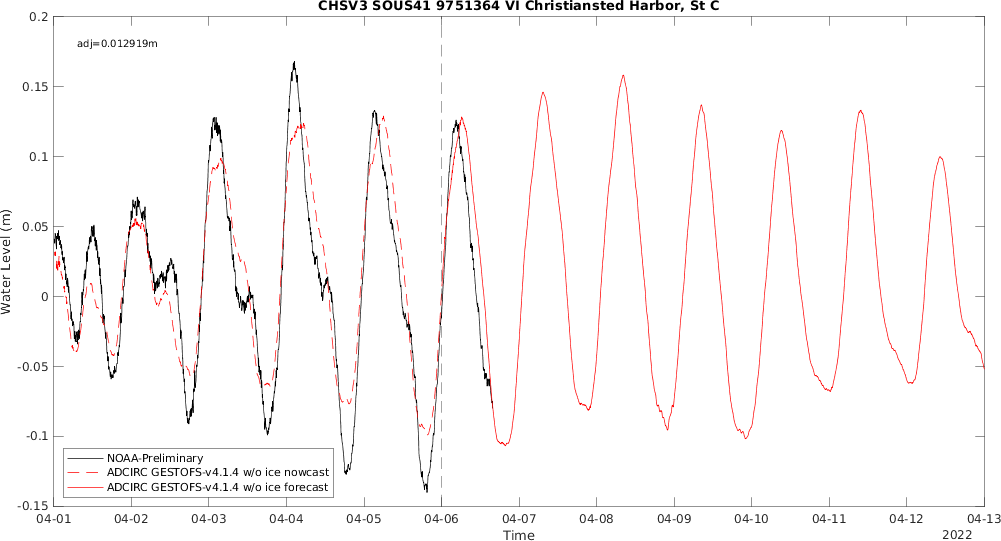 CHSV3 SOUS41 9751364 VI Christiansted Harbor, St C
adj=0.012919m
0.2
0.15
0.1
0.05
0
-0.05
-0.1
-0.15
Water Level (m)
NOAA-Preliminary
ADCIRC GESTOFS-v4.1.4 w/o ice nowcast
ADCIRC GESTOFS-v4.1.4 w/o ice forecast
04-01 04-02 04-03 04-04 04-05 04-06 04-07 04-08 04-09 04-10 04-11 04-12 04-13
Time
2022